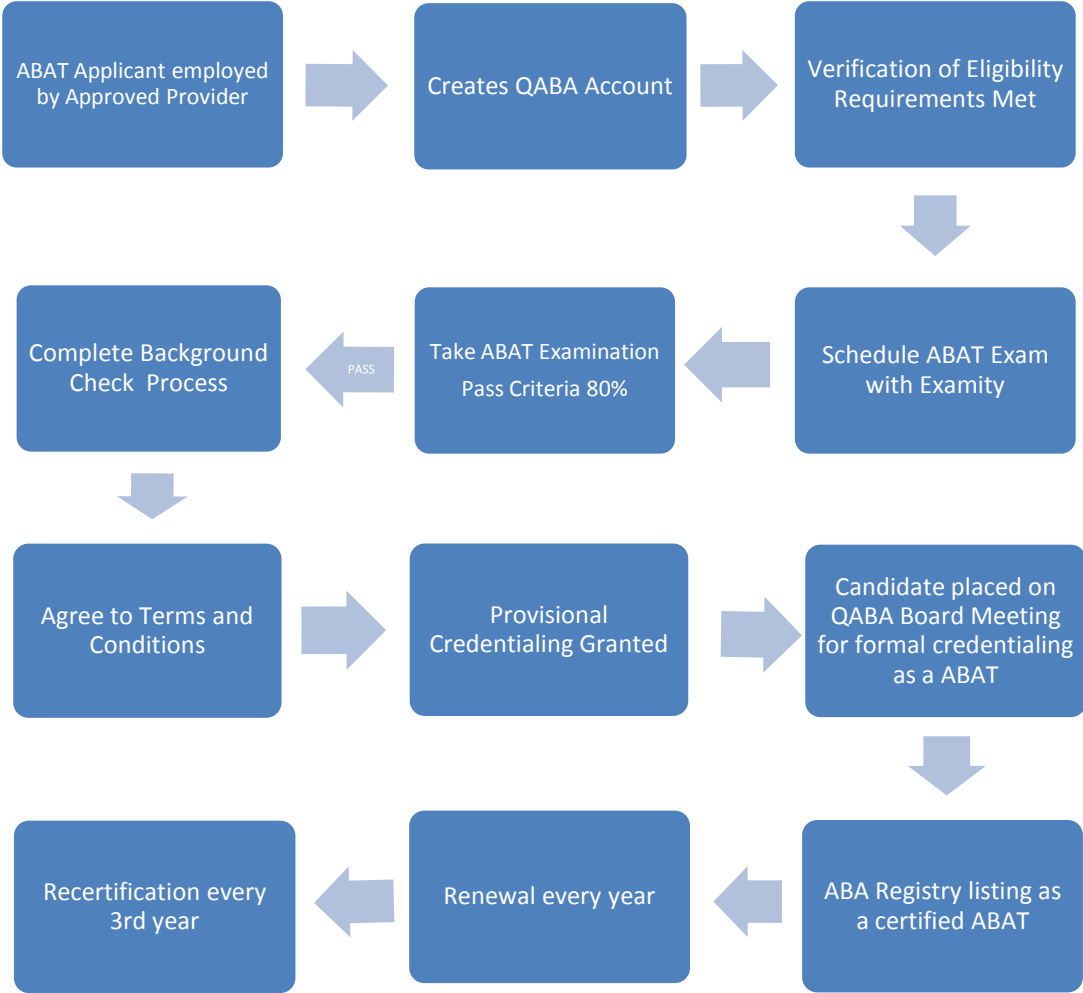 ABAT Applicant employed
by Approved Provider
Creates QABA Account
Verification of Eligibility
Requirements Met
Schedule ABAT Exam
with Examity
Take ABAT Examination
Pass Criteria 80%
PASS
Complete Background
Check Process
Agree to Terms and
Conditions
Provisional
Credentialing Granted
Candidate placed on
QABA Board Meeting
for formal credentialing
as a ABAT
ABA Registry listing as
a certified ABAT
Renewal every year
Recertification every
3rd year